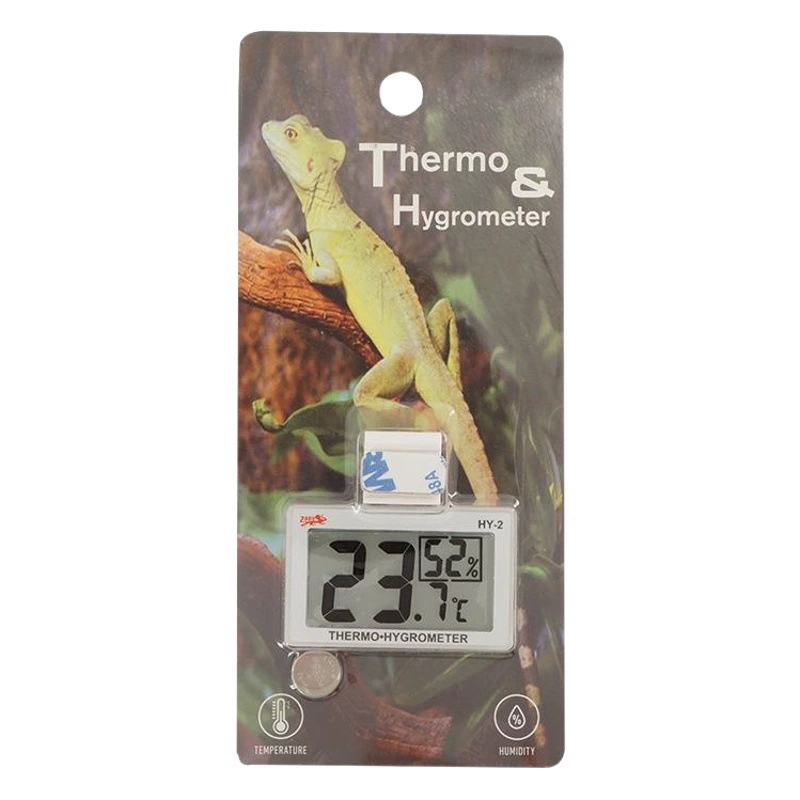 Thermo
&
Hygrometer
HY-2
52%
23.7°C
THERMO•HYGROMETER
TEMPERATURE
%
HUMIDITY